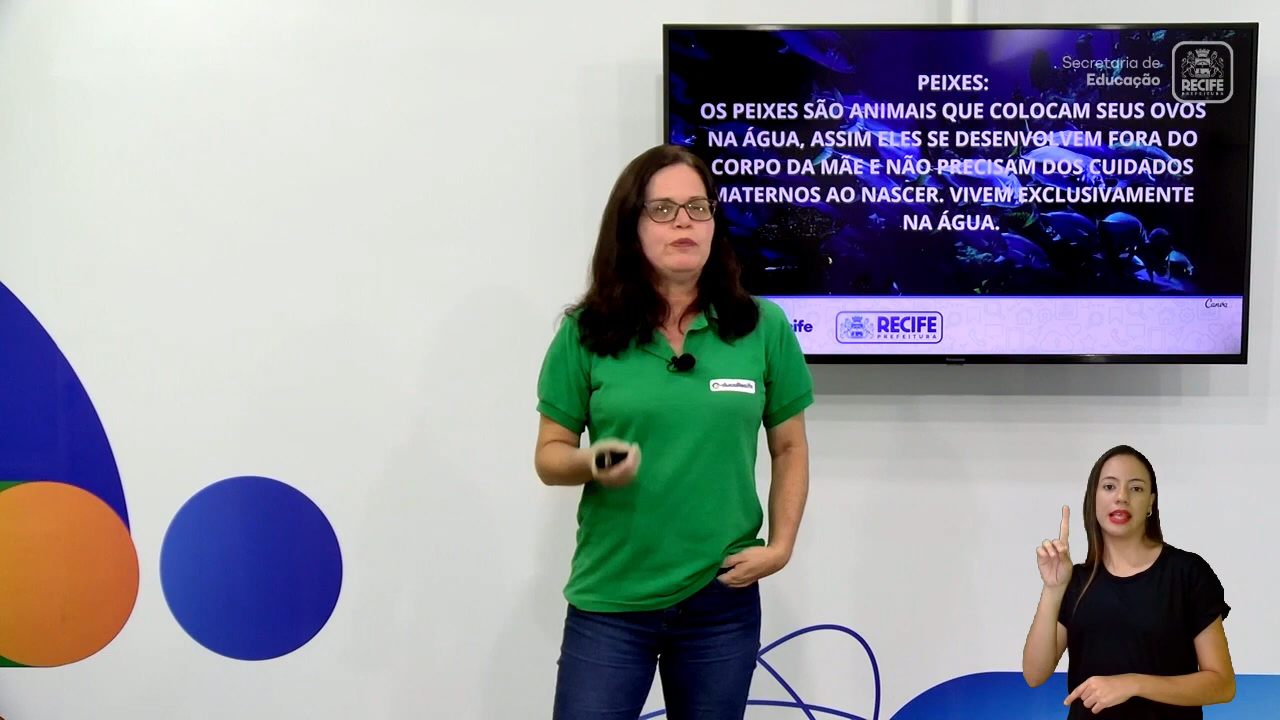 Secretaria de
Educação
RECIFE
PREFEITURA
PEIXES:
OS PEIXES SÃO ANIMAIS QUE COLOCAM SEUS OVOS
NA ÁGUA, ASSIM ELES SE DESENVOLVEM FORA DO
CORPO DA MÃE E NÃO PRECISAM DOS CUIDADOS
MATERNOS AO NASCER. VIVEM EXCLUSIVAMENTE
NA ÁGUA.
Canva
RECIFE
PREFEITURA
Panasonic